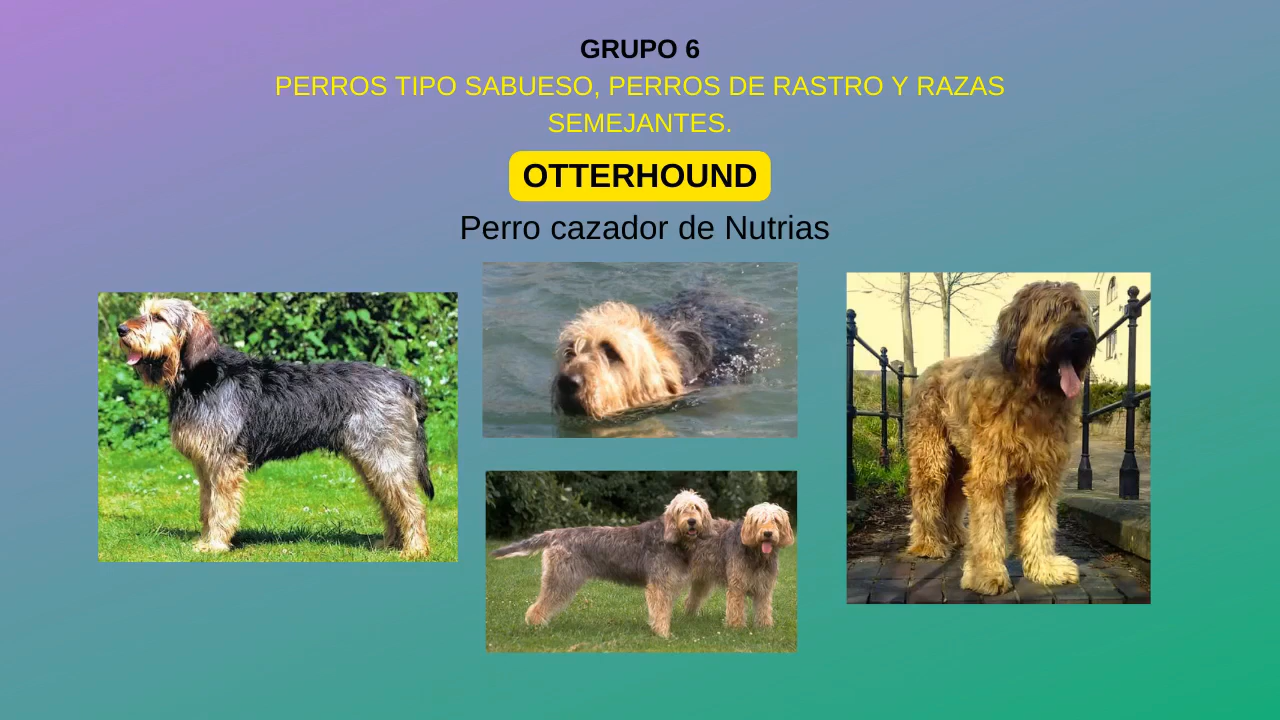 GRUPO 6
PERROS TIPO SABUESO, PERROS DE RASTRO Y RAZAS
SEMEJANTES.
OTTERHOUND
Perro cazador de Nutrias